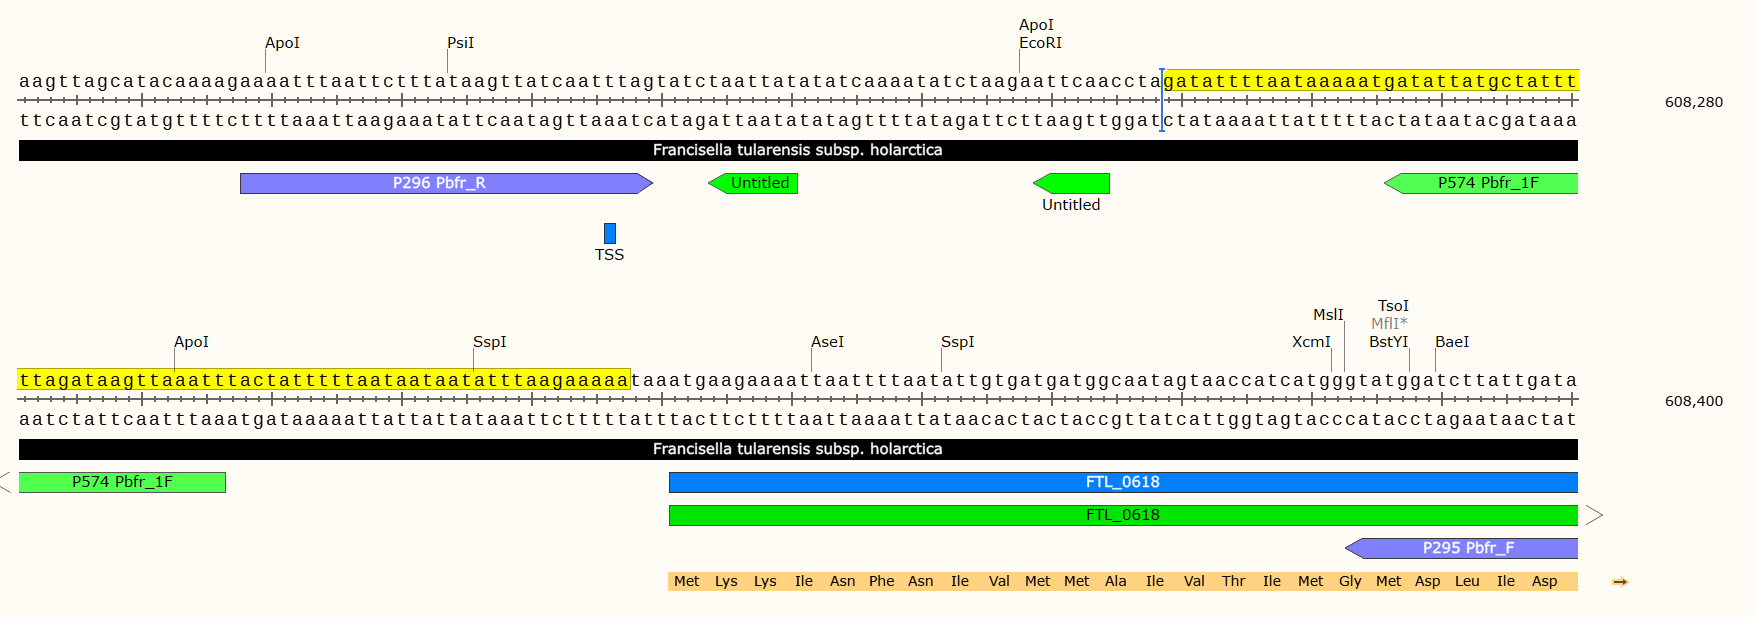 ApoI
ApoI PsiI EcoRI
aagttagcatacaaaagaaaatttaattctttataagttatcaatttagtatctaattatatatcaaaatatctaagaattcaacctagatattttaataaaaatgatattatgctattt
608,280
ttcaatcgtatgttttcttttaaattaagaaatattcaatagttaaatcatagattaatatatagttttatagattcttaagttggatctataaaattatttttactataatacgataaa
Francisella tularensis subsp. holarctica
P296 Pbfr_R Untitled P574 Pbfr_1F
Untitled
TSS
TsoI
MslI MflI*
ApoI SspI AseI SspI XcmI BstYI BaeI
ttagataagttaaatttactatttttaataataatatttaagaaaaataaatgaagaaaattaattttaatattgtgatgatggcaatagtaaccatcatgggtatggatcttattgata
608,400
aatctattcaatttaaatgataaaaattattattataaattctttttatttacttcttttaattaaaattataacactactaccgttatcattggtagtacccatacctagaataactat
Francisella tularensis subsp. holarctica
P574 Pbfr_1F FTL_0618
FTL_0618
P295 Pbfr_F
Met Lys Lys Ile Asn Phe Asn Ile Val Met Met Ala Ile Val Thr Ile Met Gly Met Asp Leu Ile Asp